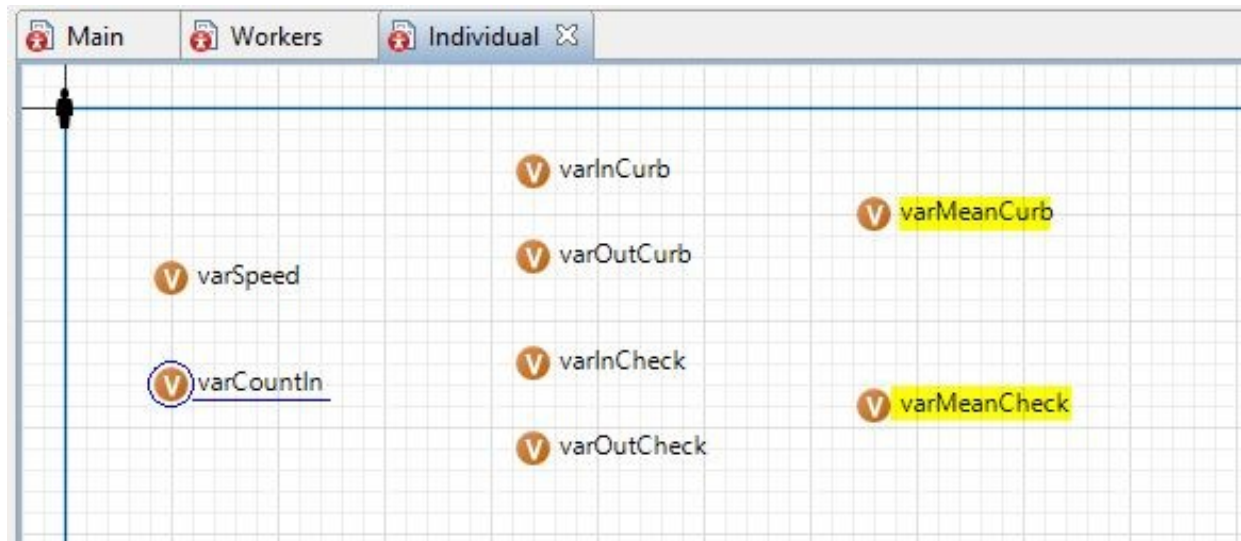 Main Workers Individual
varInCurb
varMeanCurb
varOutCurb
varSpeed
varInCheck
varCountIn
varMeanCheck
varOutCheck